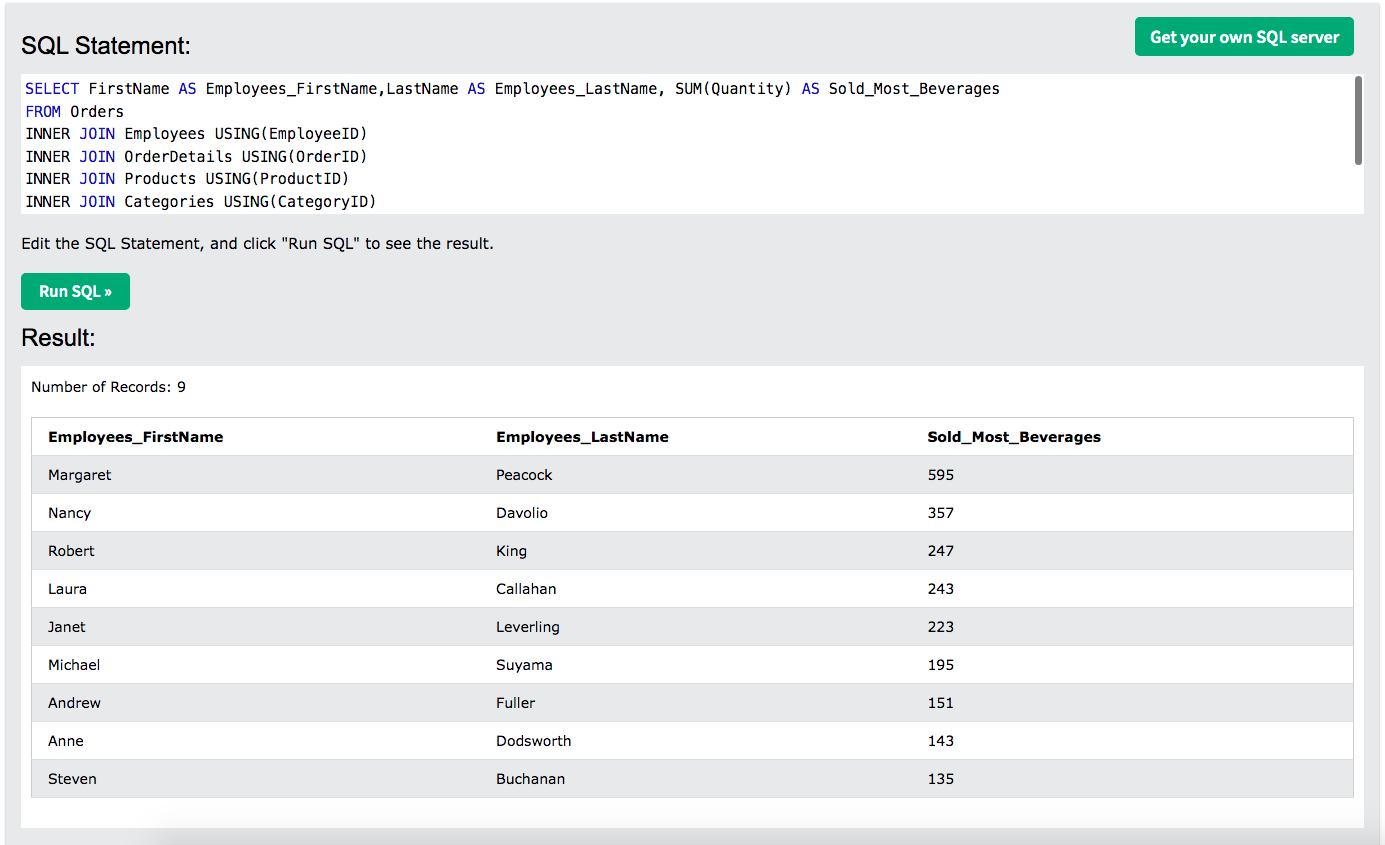 SQL Statement:
Get your own SQL server
SELECT FirstName AS Employees_FirstName,LastName AS Employees_LastName, SUM(Quantity) AS Sold_Most_Beverages
FROM Orders
INNER JOIN Employees USING(EmployeeID)
INNER JOIN OrderDetails USING(OrderID)
INNER JOIN Products USING(ProductID)
INNER JOIN Categories USING(CategoryID)
Edit the SQL Statement, and click "Run SQL" to see the result.
Run SQL »
Result:
Number of Records: 9
Employees_FirstName Employees_LastName Sold_Most_Beverages
Margaret Peacock 595
Nancy Davolio 357
Robert King 247
Laura Callahan 243
Janet Leverling 223
Michael Suyama 195
Andrew Fuller 151
Anne Dodsworth 143
Steven Buchanan 135